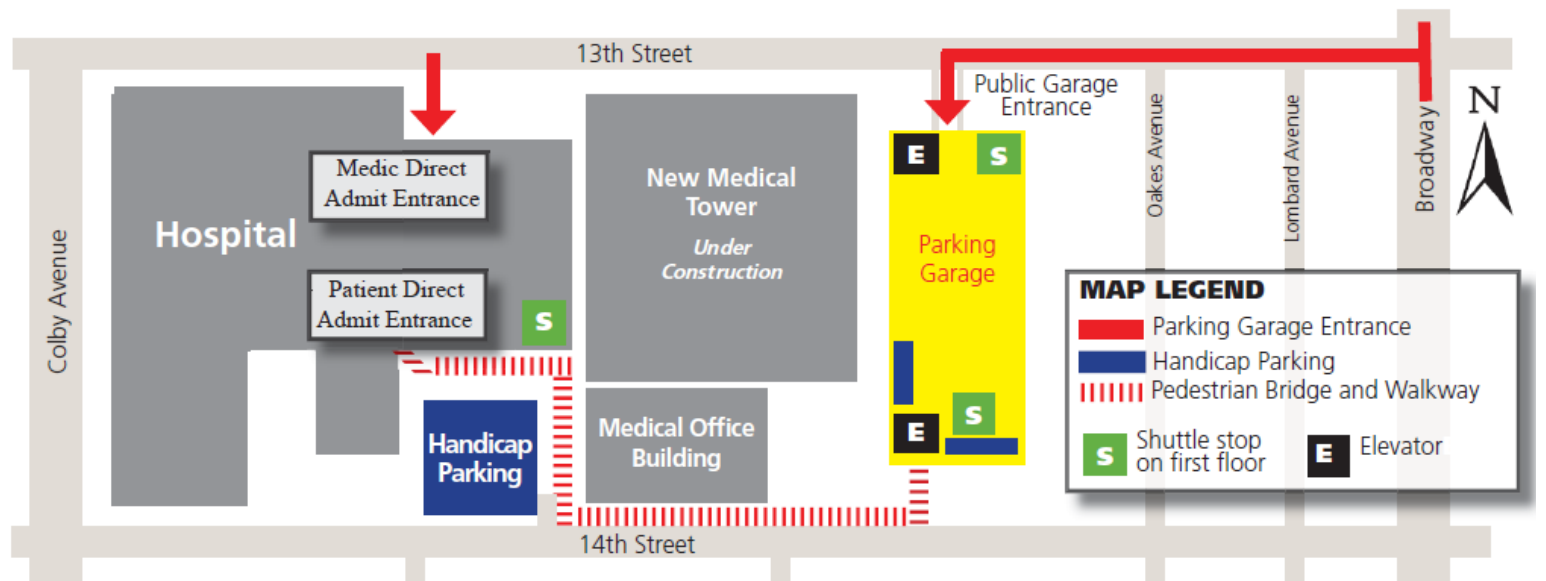 13th Street
Public Garage
Entrance
N
Medic Direct
Admit Entrance
Hospital
Patient Direct
Admit Entrance
S
Colby Avenue
New Medical
Tower
Under
Construction
E
S
Parking
Garage
Oakes Avenue
Lombard Avenue
Broadway
Handicap
Parking
Medical Office
Building
E
S
MAP LEGEND
Parking Garage Entrance
Handicap Parking
Pedestrian Bridge and Walkway
S
Shuttle stop
on first floor
E
Elevator
14th Street